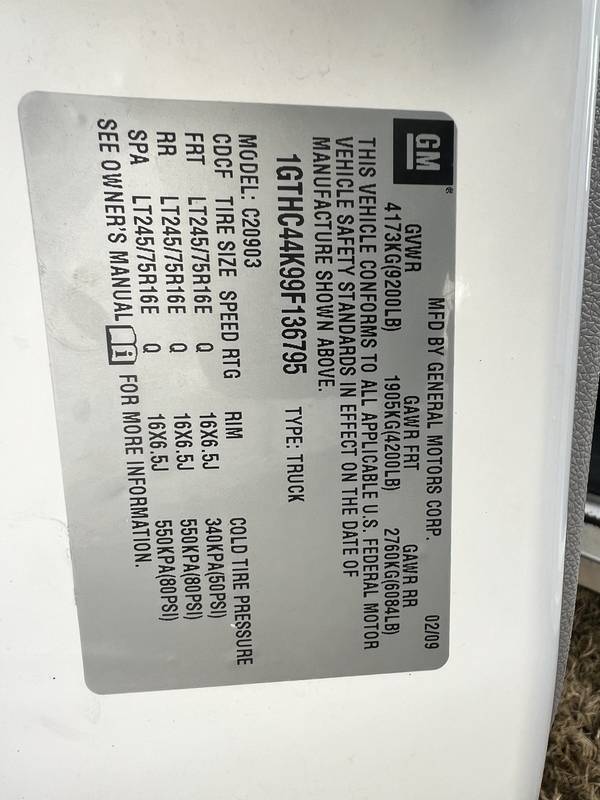 GM®
MFD BY GENERAL MOTORS CORP. 02/09
GVWR GAWR FRT GAWR RR
4173KG(9200LB) 1905KG(4200LB) 2760KG(6084LB)
THIS VEHICLE CONFORMS TO ALL APPLICABLE U.S. FEDERAL MOTOR
VEHICLE SAFETY STANDARDS IN EFFECT ON THE DATE OF
MANUFACTURE SHOWN ABOVE.
1GTHC44K99F136795 TYPE: TRUCK
MODEL: C20903
CDCF TIRE SIZE SPEED RTG RIM COLD TIRE PRESSURE
FRT LT245/75R16E Q 16X6.5J 340KPA(50PSI)
RR LT245/75R16E Q 16X6.5J 550KPA(80PSI)
SPA LT245/75R16E Q 16X6.5J 550KPA(80PSI)
SEE OWNER'S MANUAL i FOR MORE INFORMATION.